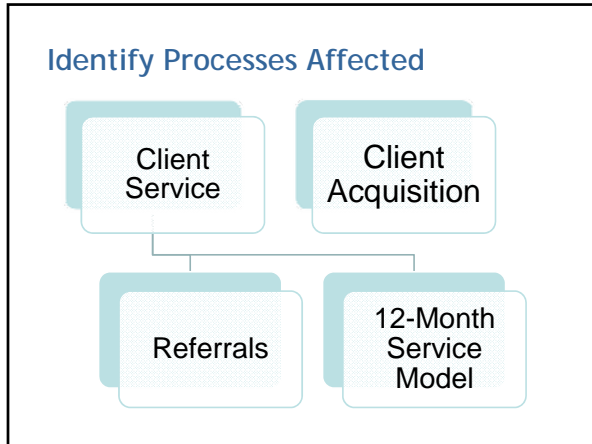 Identify Processes Affected
Client
Service
Client
Acquisition
Referrals
12-Month
Service
Model